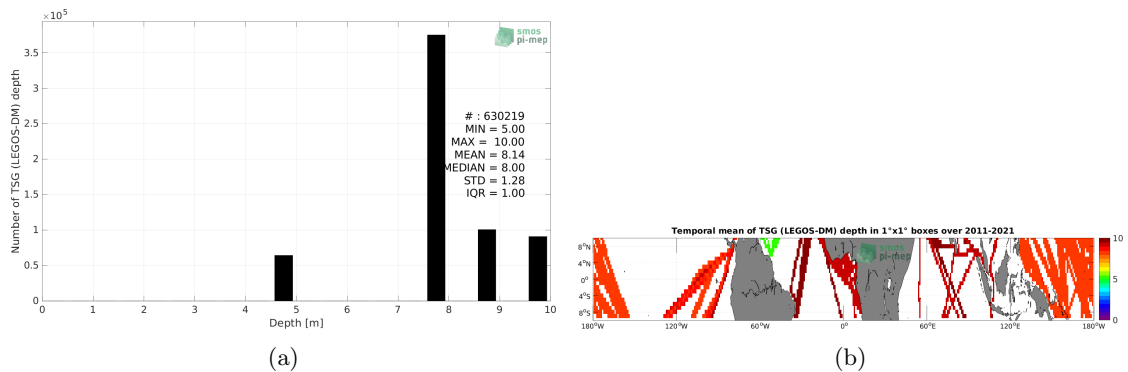 ×10⁵
smos
pi-mep
3.5
3
2.5
2
1.5
1
0.5
0
Number of TSG (LEGOS-DM) depth
# : 630219
MIN = 5.00
MAX = 10.00
MEAN = 8.14
MEDIAN = 8.00
STD = 1.28
IQR = 1.00
0 1 2 3 4 5 6 7 8 9 10
Depth [m]
(a)
Temporal mean of TSG (LEGOS-DM) depth in 1°x1° boxes over 2011-2021
smos
pi-mep
8°N
4°N
0°
4°S
8°S
180°W 120°W 60°W 0° 60°E 120°E 180°W
10
5
0
(b)